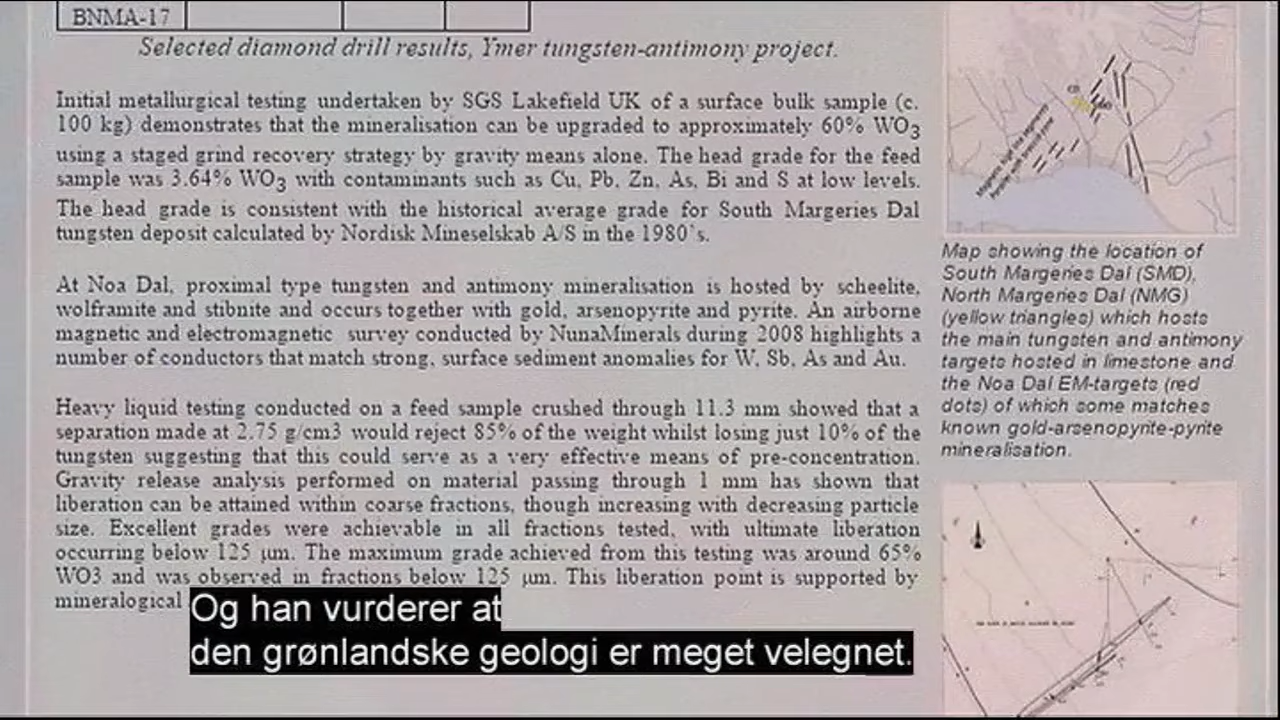 BNMA-17
Selected diamond drill results, Ymer tungsten-antimony project.
Initial metallurgical testing undertaken by SGS Lakefield UK of a surface bulk sample (c.
100 kg) demonstrates that the mineralisation can be upgraded to approximately 60% WO3
using a staged grind recovery strategy by gravity means alone. The head grade for the feed
sample was 3.64% WO3 with contaminants such as Cu, Pb, Zn, As, Bi and S at low levels.
The head grade is consistent with the historical average grade for South Margeries Dal
tungsten deposit calculated by Nordisk Mineselskab A/S in the 1980`s.
At Noa Dal, proximal type tungsten and antimony mineralisation is hosted by scheelite,
wolframite and stibnite and occurs together with gold, arsenopyrite and pyrite. An airborne
magnetic and electromagnetic survey conducted by NunaMinerals during 2008 highlights a
number of conductors that match strong, surface sediment anomalies for W, Sb, As and Au.
Heavy liquid testing conducted on a feed sample crushed through 11.3 mm showed that a
separation made at 2.75 g/cm3 would reject 85% of the weight whilst losing just 10% of the
tungsten suggesting that this could serve as a very effective means of pre-concentration.
Gravity release analysis performed on material passing through 1 mm has shown that
liberation can be attained within coarse fractions, though increasing with decreasing particle
size. Excellent grades were achievable in all fractions tested, with ultimate liberation
occurring below 125 µm. The maximum grade achieved from this testing was around 65%
WO3 and was observed in fractions below 125 µm. This liberation point is supported by
mineralogical
Map showing the location of
South Margeries Dal (SMD),
North Margeries Dal (NMG)
(yellow triangles) which hosts
the main tungsten and antimony
targets hosted in limestone and
the Noa Dal EM-targets (red
dots) of which some matches
known gold-arsenopyrite-pyrite
mineralisation.
Og han vurderer at
den grønlandske geologi er meget velegnet.